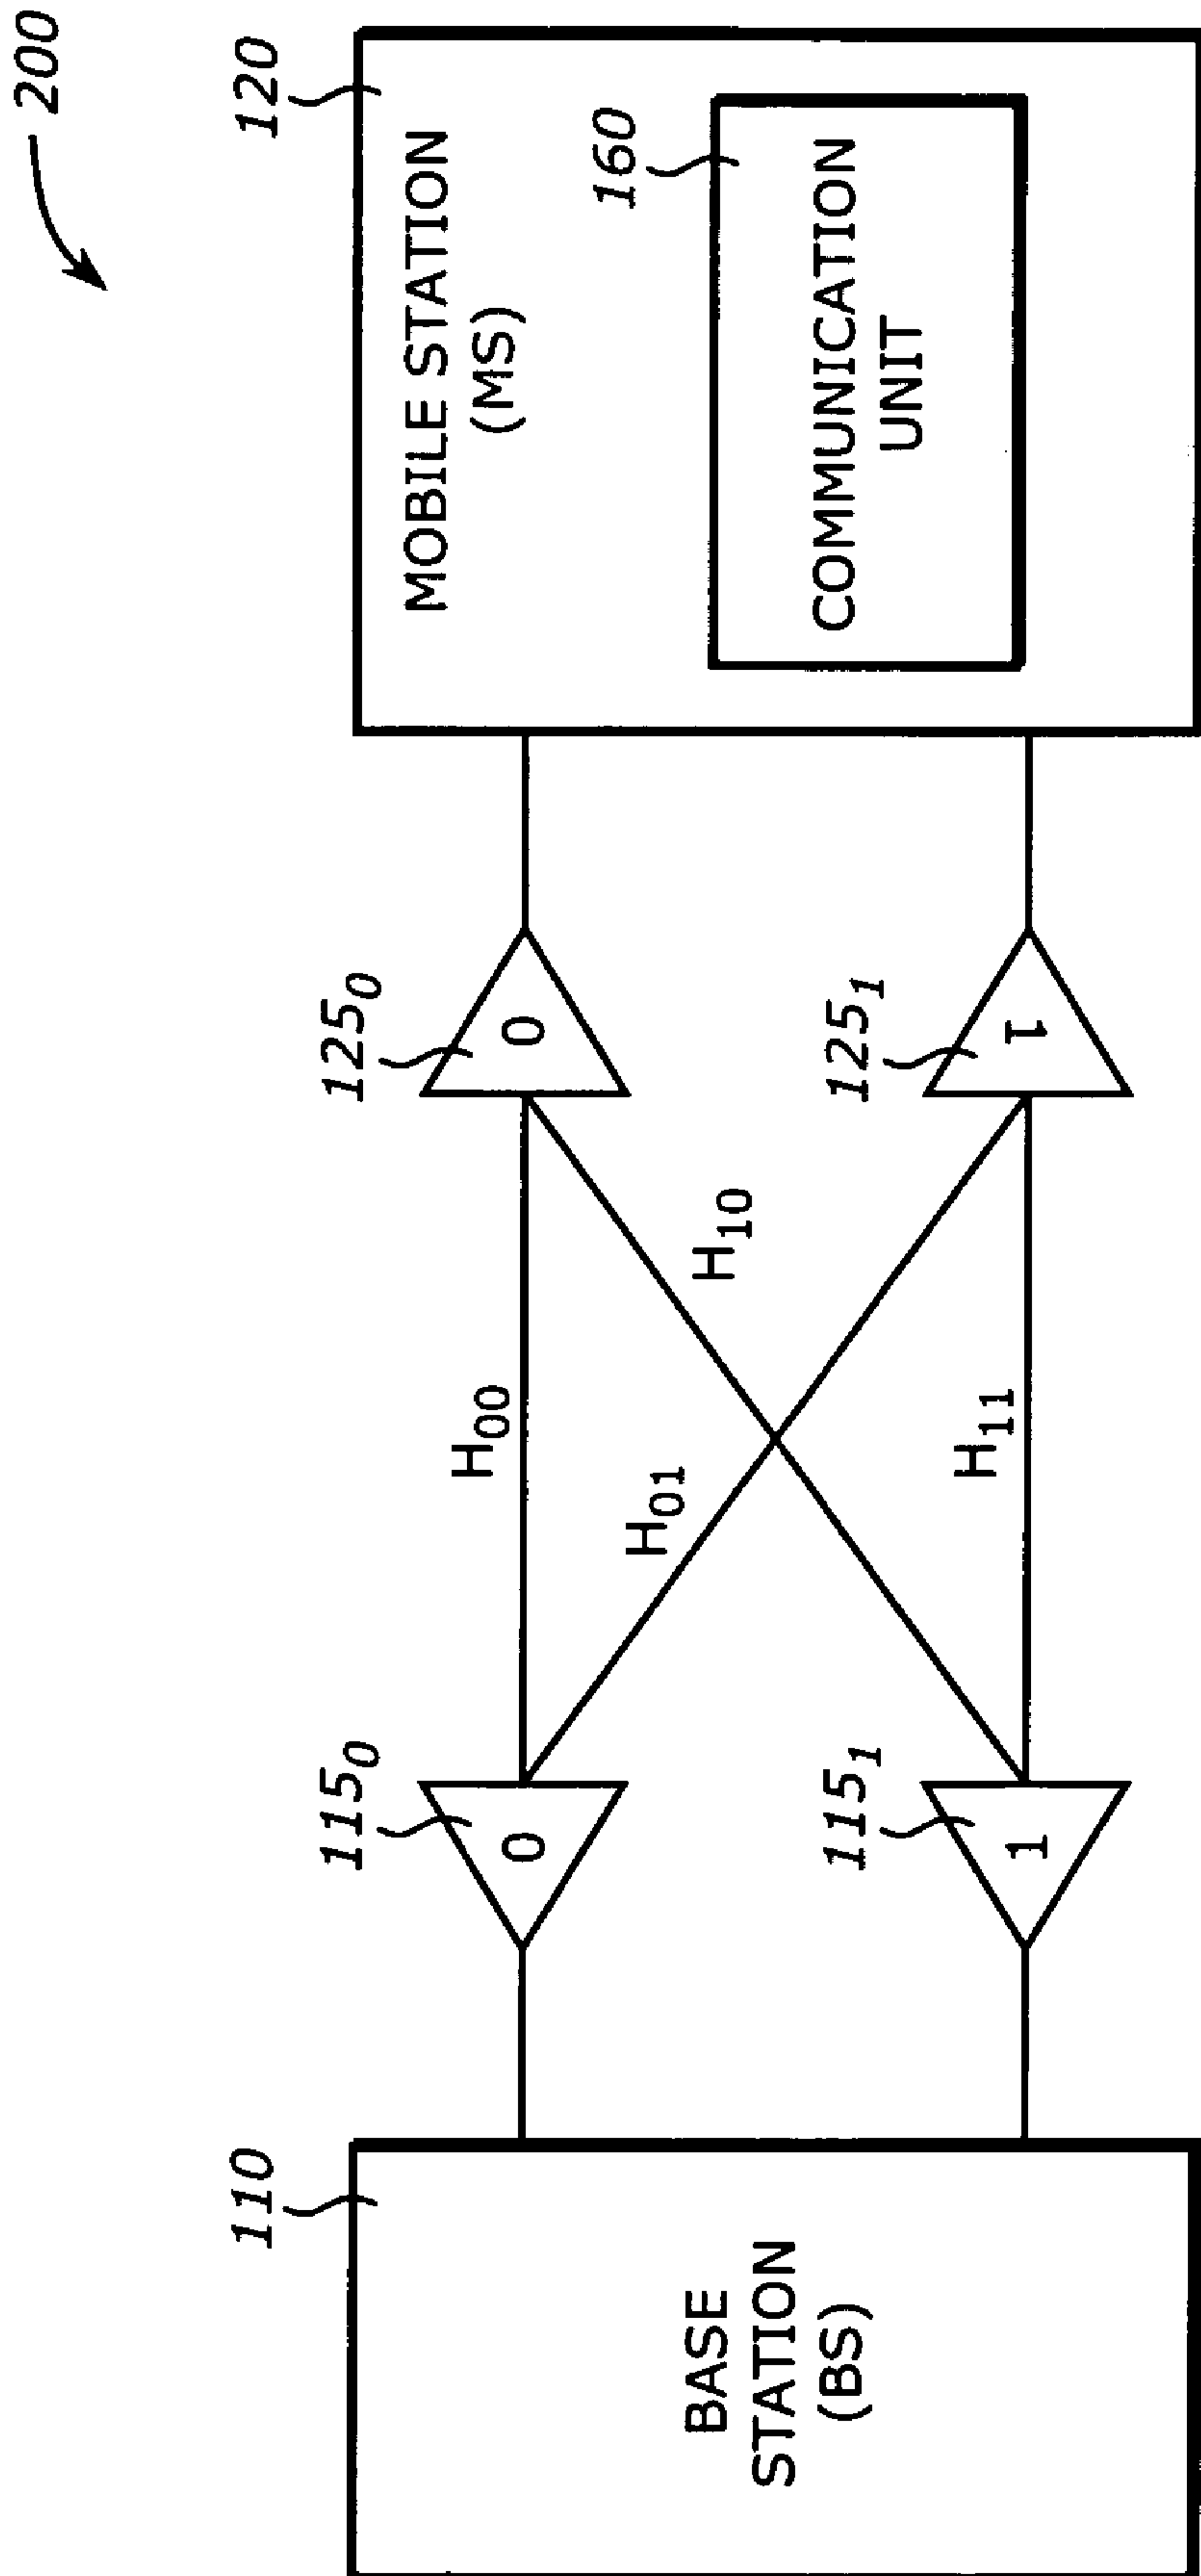 200
110
BASE
STATION
(BS)
115₀
0
115₁
1
H₀₀
H₀₁
H₁₀
H₁₁
125₀
0
125₁
1
120
MOBILE STATION
(MS)
160
COMMUNICATION
UNIT